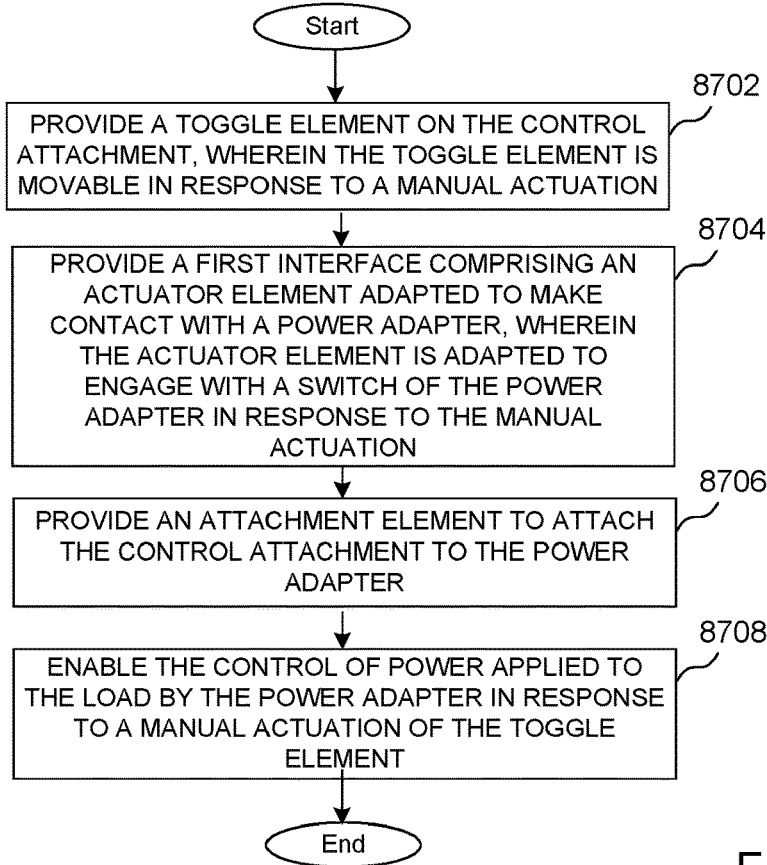 Start
8702
PROVIDE A TOGGLE ELEMENT ON THE CONTROL
ATTACHMENT, WHEREIN THE TOGGLE ELEMENT IS
MOVABLE IN RESPONSE TO A MANUAL ACTUATION
8704
PROVIDE A FIRST INTERFACE COMPRISING AN
ACTUATOR ELEMENT ADAPTED TO MAKE
CONTACT WITH A POWER ADAPTER, WHEREIN
THE ACTUATOR ELEMENT IS ADAPTED TO
ENGAGE WITH A SWITCH OF THE POWER
ADAPTER IN RESPONSE TO THE MANUAL
ACTUATION
8706
PROVIDE AN ATTACHMENT ELEMENT TO ATTACH
THE CONTROL ATTACHMENT TO THE POWER
ADAPTER
8708
ENABLE THE CONTROL OF POWER APPLIED TO
THE LOAD BY THE POWER ADAPTER IN RESPONSE
TO A MANUAL ACTUATION OF THE TOGGLE
ELEMENT
End